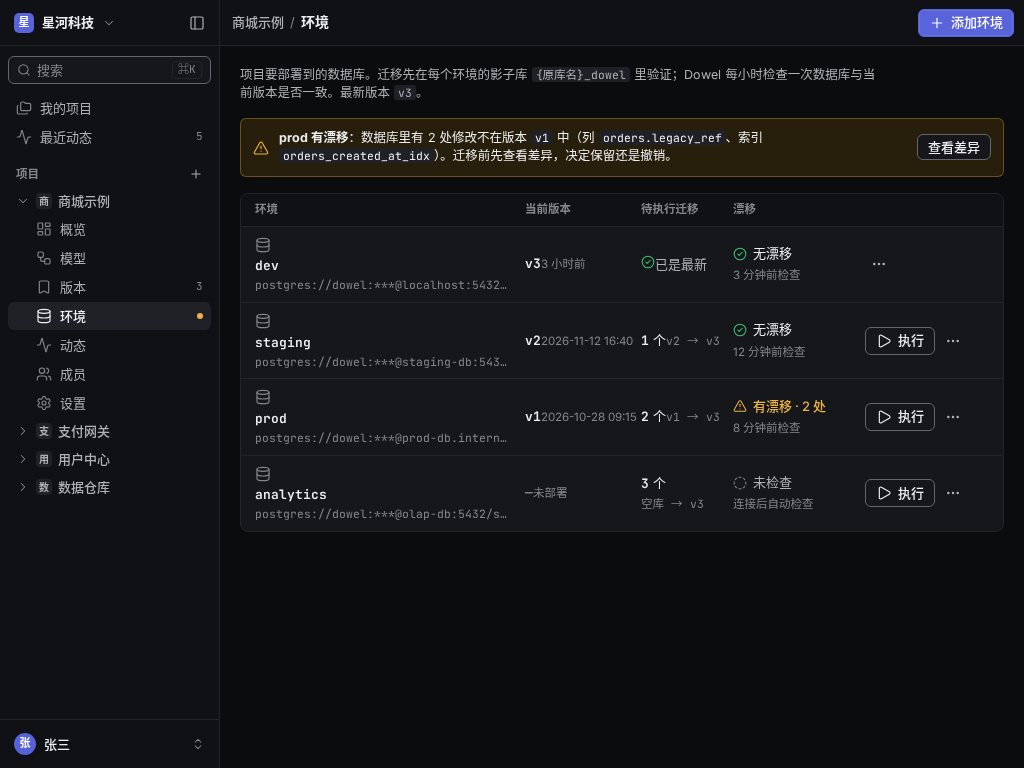 星 星河科技
搜索 ⌘K
我的项目
最近动态 5
项目
商 商城示例
概览
模型
版本 3
环境
动态
成员
设置
支 支付网关
用 用户中心
数 数据仓库
张 张三
商城示例 / 环境
添加环境
项目要部署到的数据库。迁移先在每个环境的影子库 {原库名}_dowel 里验证；Dowel 每小时检查一次数据库与当
前版本是否一致。最新版本 v3。
prod 有漂移：数据库里有 2 处修改不在版本 v1 中（列 orders.legacy_ref、索引
orders_created_at_idx）。迁移前先查看差异，决定保留还是撤销。
查看差异
环境 当前版本 待执行迁移 漂移
dev
postgres://dowel:***@localhost:5432…
v3 3 小时前
已是最新
无漂移
3 分钟前检查
staging
postgres://dowel:***@staging-db:543…
v2 2026-11-12 16:40
1 个 v2 → v3
无漂移
12 分钟前检查
执行
prod
postgres://dowel:***@prod-db.intern…
v1 2026-10-28 09:15
2 个 v1 → v3
有漂移 · 2 处
8 分钟前检查
执行
analytics
postgres://dowel:***@olap-db:5432/s…
—未部署
3 个
空库 → v3
未检查
连接后自动检查
执行